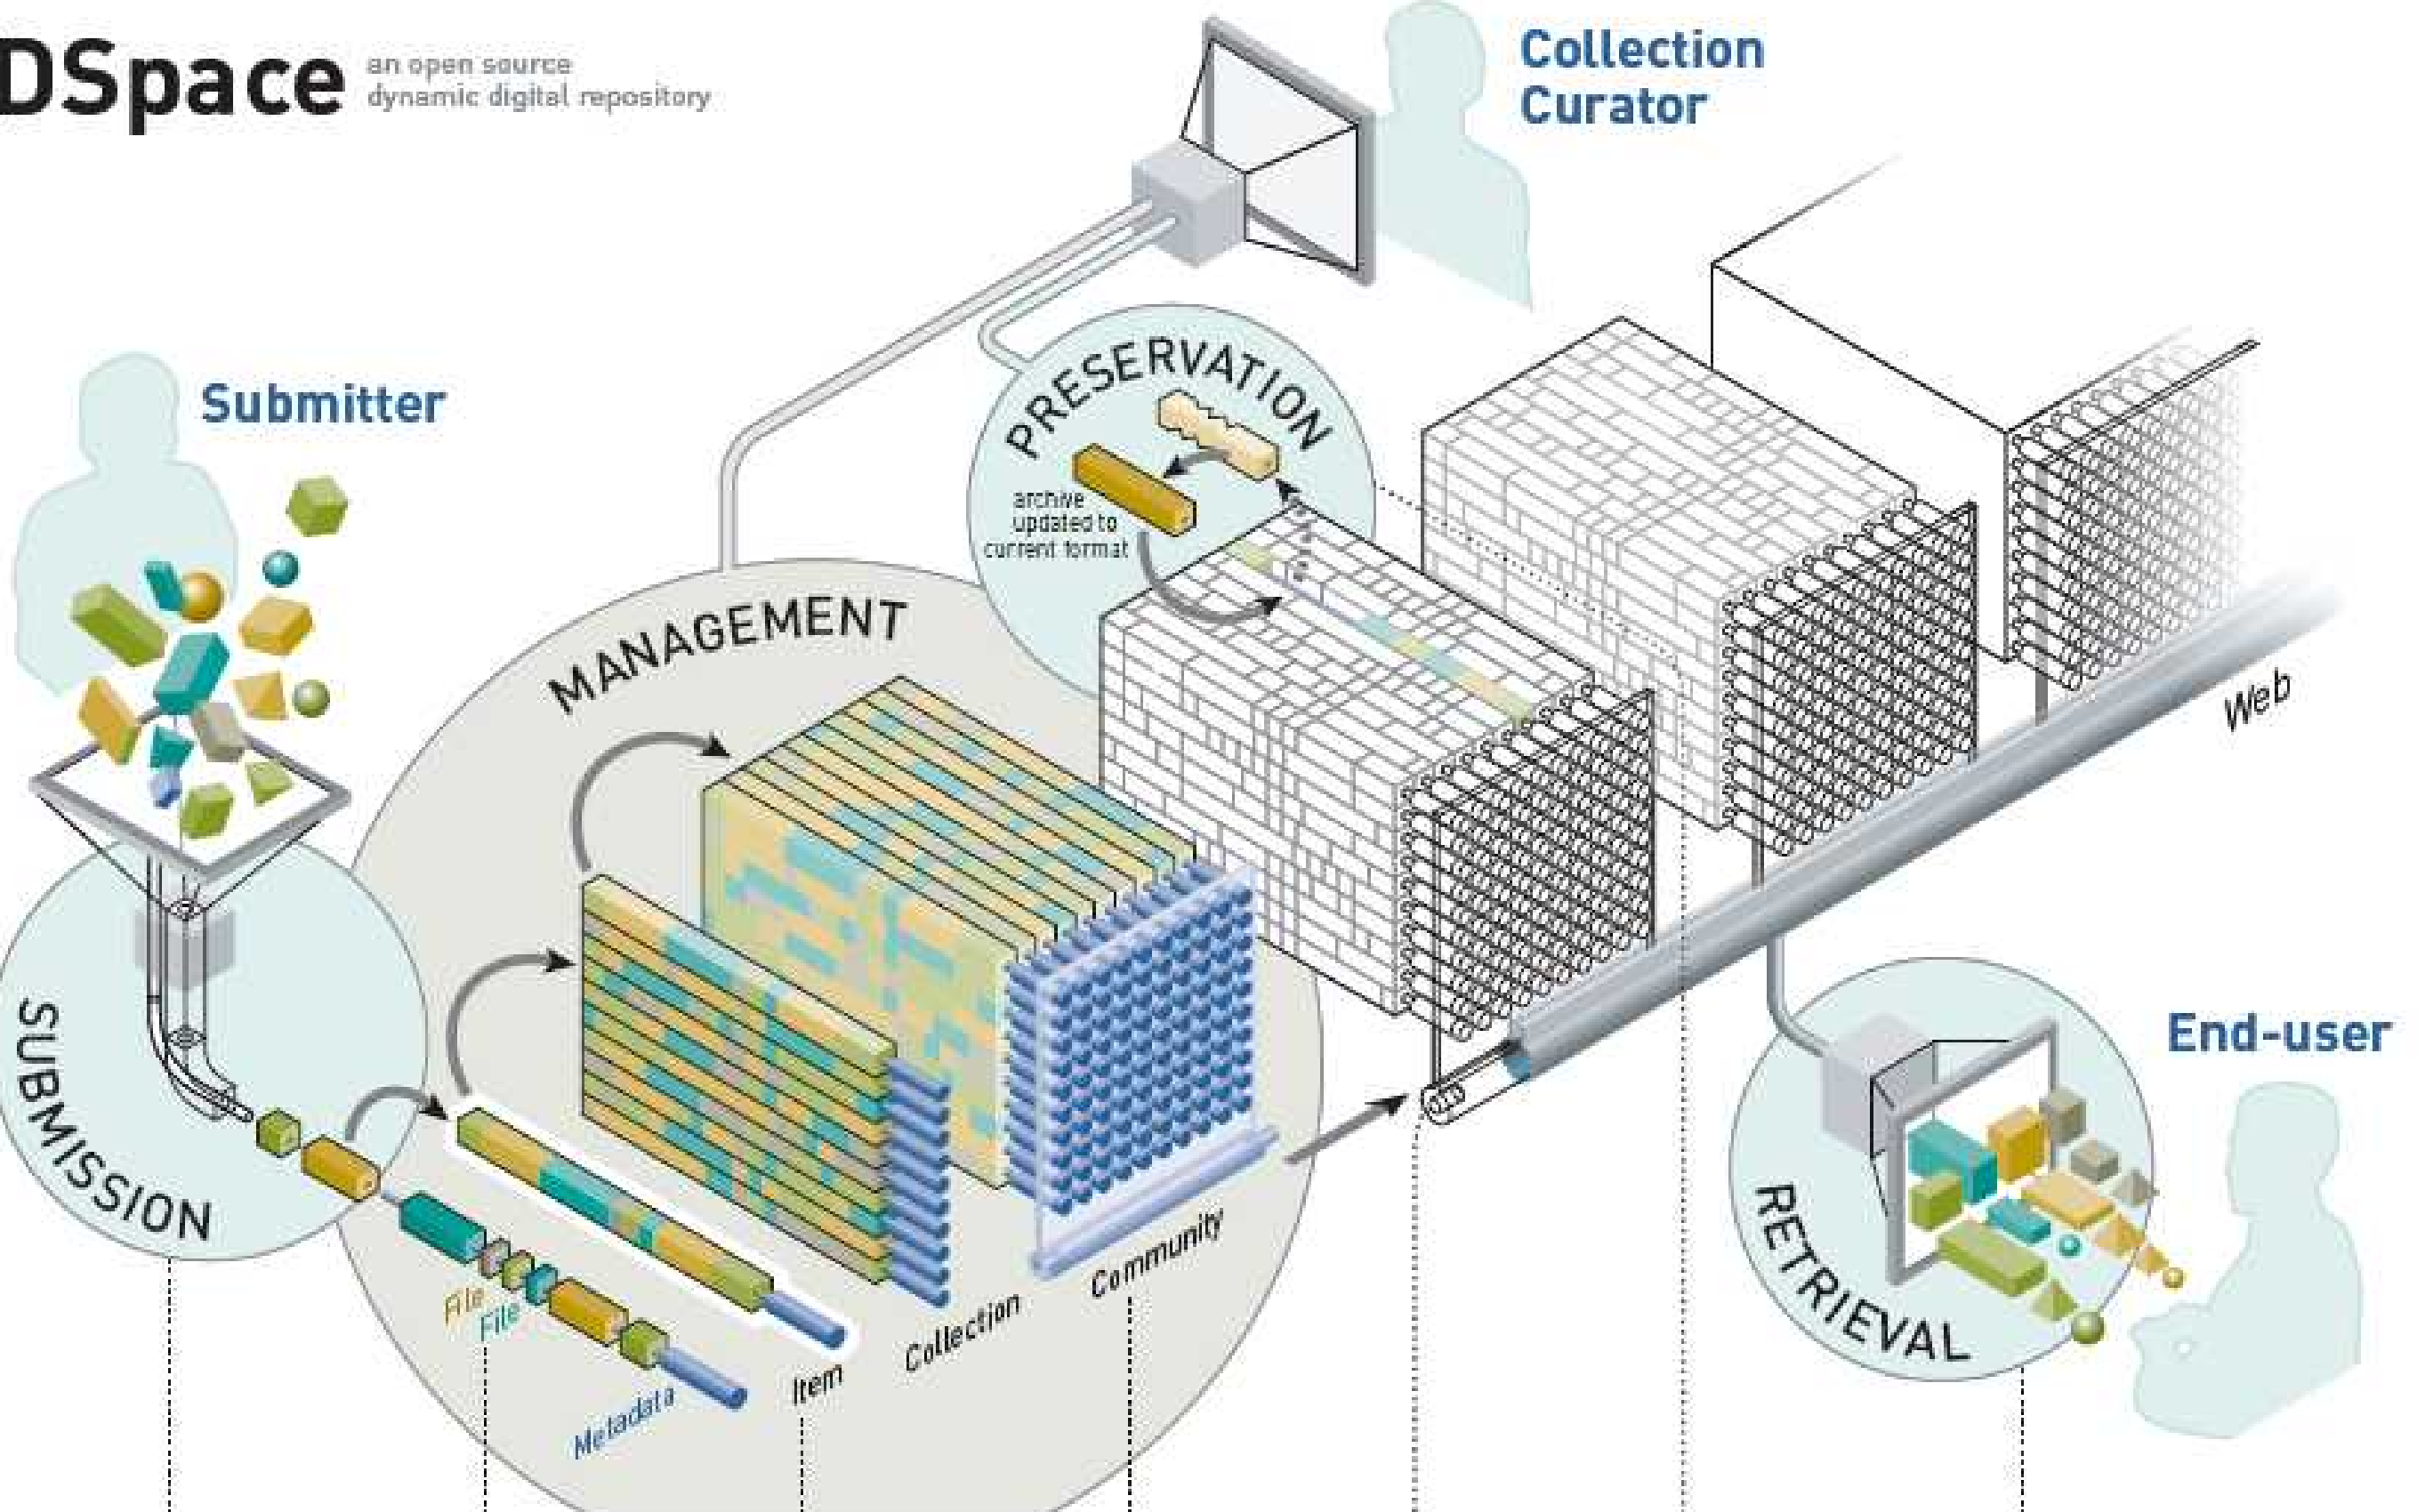 DSpace
an open source
dynamic digital repository
Collection
Curator
Submitter
PRESERVATION
archive
updated to
current format
MANAGEMENT
Web
SUBMISSION
End-user
RETRIEVAL
File
File
Metadata
Item
Collection
Community